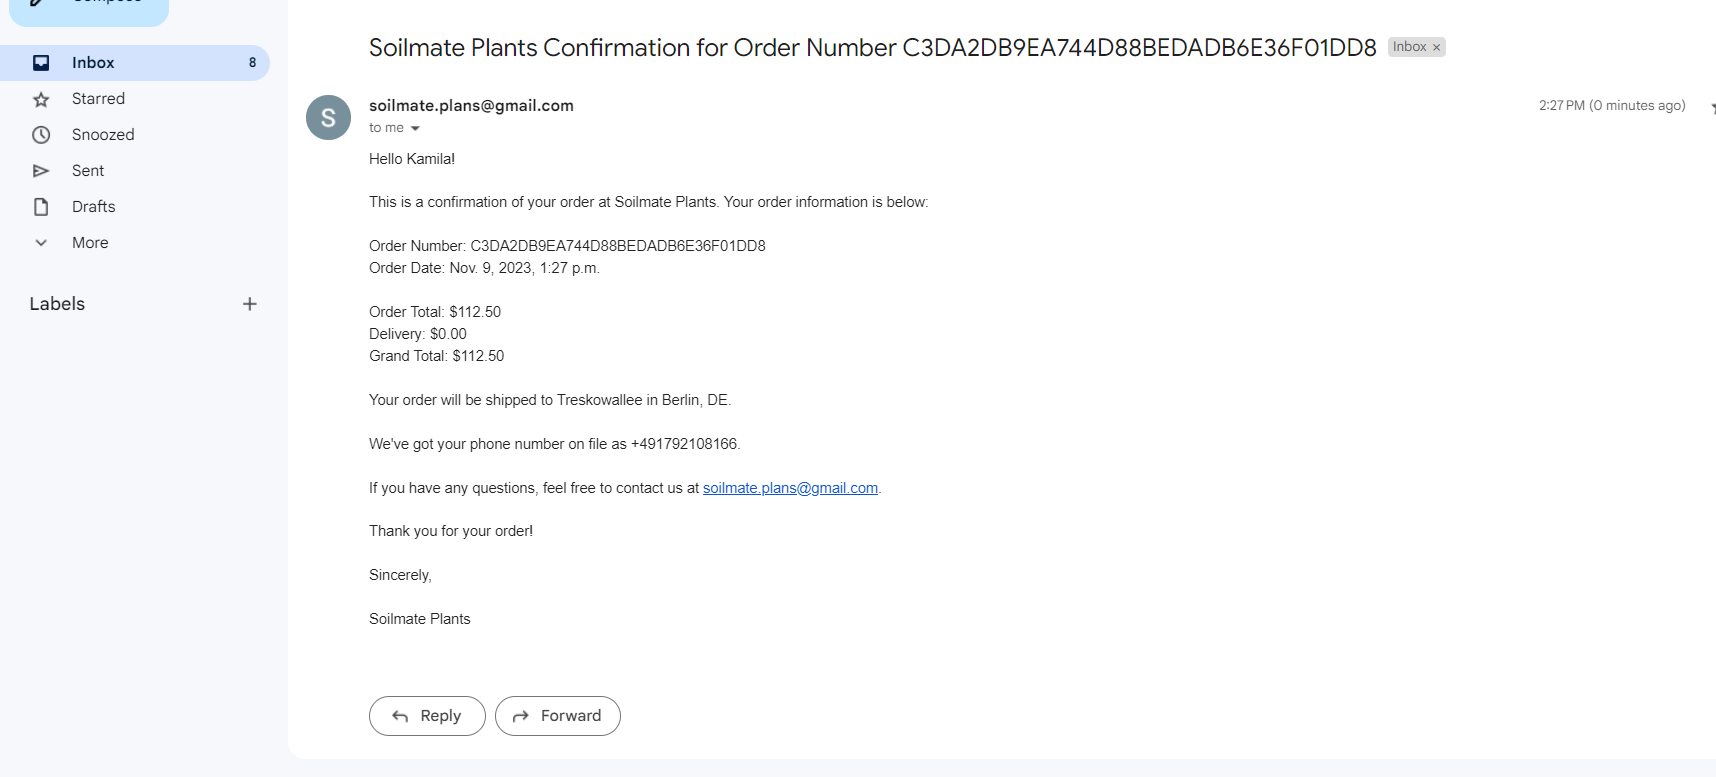 Compose
Soilmate Plants Confirmation for Order Number C3DA2DB9EA744D88BEDADB6E36F01DD8 Inbox ×
Inbox 8
Starred
Snoozed
Sent
Drafts
More
Labels +
S
soilmate.plans@gmail.com 2:27 PM (0 minutes ago)
to me
Hello Kamila!
This is a confirmation of your order at Soilmate Plants. Your order information is below:
Order Number: C3DA2DB9EA744D88BEDADB6E36F01DD8
Order Date: Nov. 9, 2023, 1:27 p.m.
Order Total: $112.50
Delivery: $0.00
Grand Total: $112.50
Your order will be shipped to Treskowallee in Berlin, DE.
We've got your phone number on file as +491792108166.
If you have any questions, feel free to contact us at soilmate.plans@gmail.com.
Thank you for your order!
Sincerely,
Soilmate Plants
Reply Forward